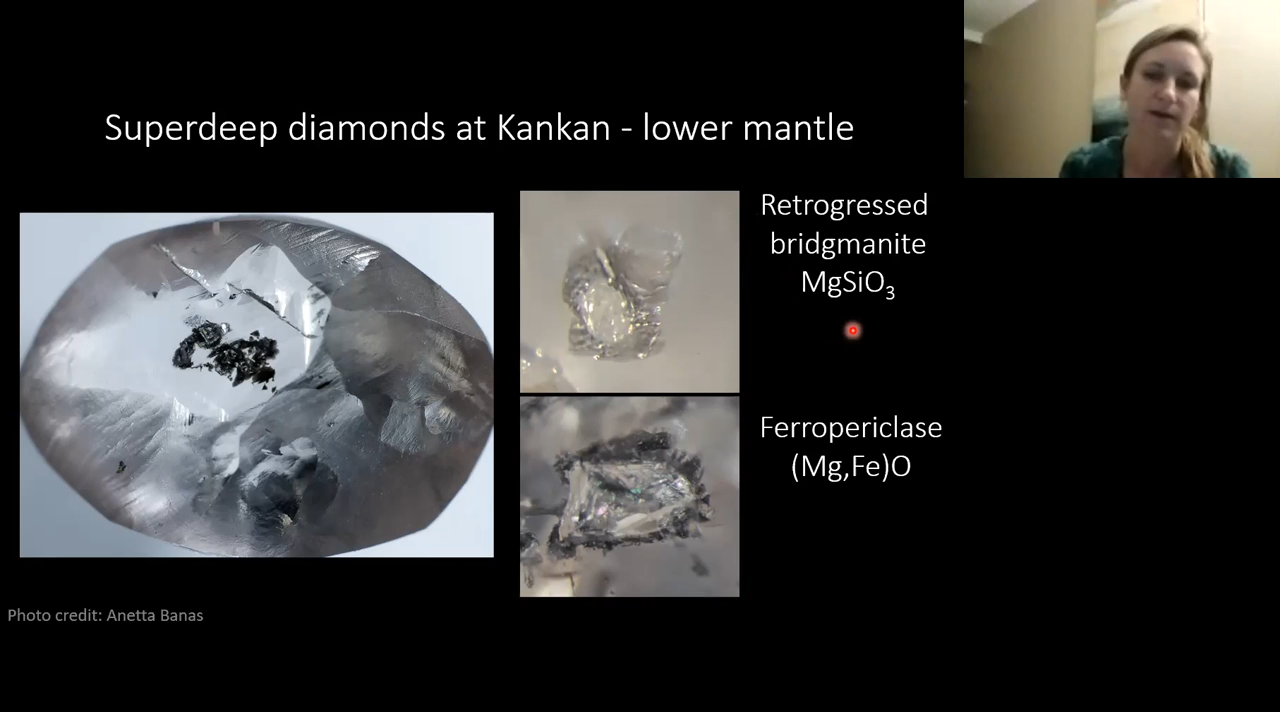 Superdeep diamonds at Kankan - lower mantle
Retrogressed
bridgmanite
MgSiO₃
Ferropericlase
(Mg,Fe)O
Photo credit: Anetta Banas